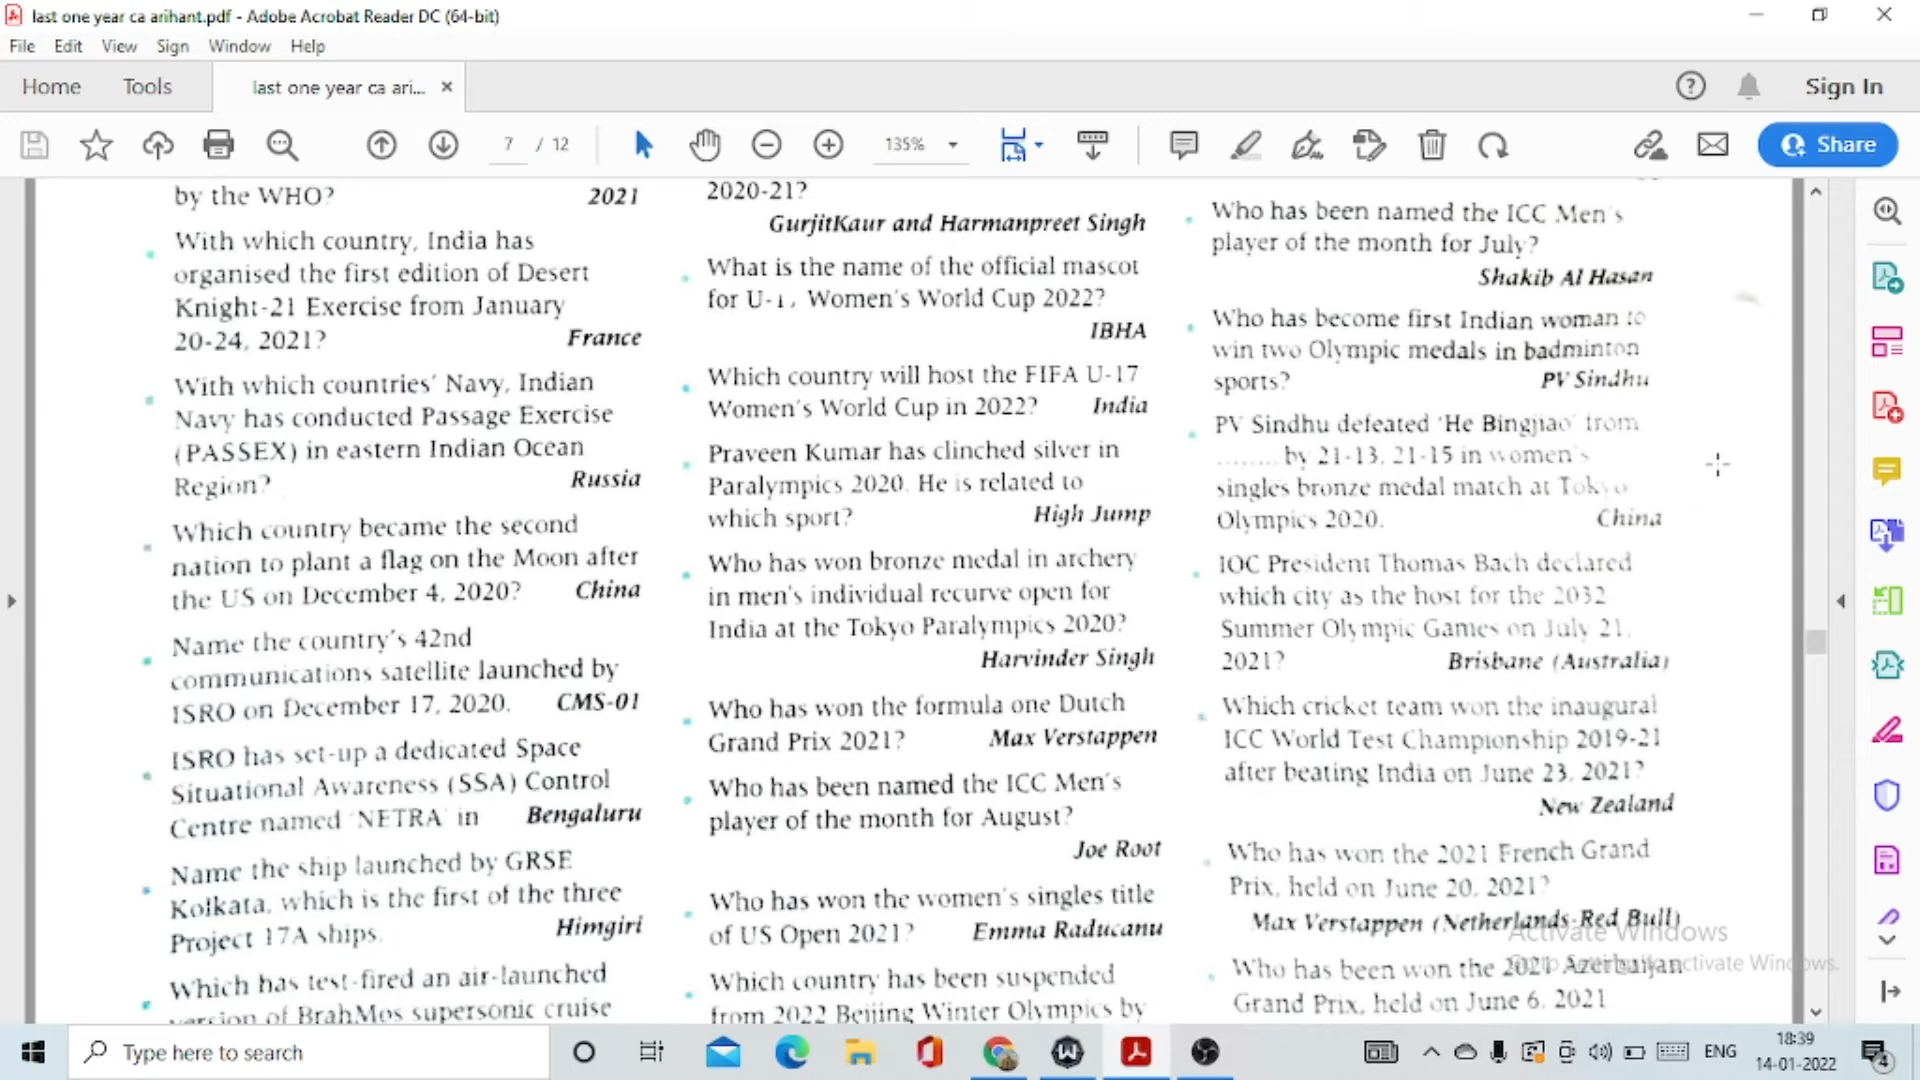 last one year ca arihant.pdf - Adobe Acrobat Reader DC (64-bit)
File Edit View Sign Window Help
Home Tools last one year ca ari... × Sign In
7 / 12 135% Share
by the WHO? 2021
With which country, India has
organised the first edition of Desert
Knight-21 Exercise from January
20-24, 2021? France
With which countries' Navy, Indian
Navy has conducted Passage Exercise
(PASSEX) in eastern Indian Ocean
Region? Russia
Which country became the second
nation to plant a flag on the Moon after
the US on December 4, 2020? China
Name the country's 42nd
communications satellite launched by
ISRO on December 17, 2020. CMS-01
ISRO has set-up a dedicated Space
Situational Awareness (SSA) Control
Centre named 'NETRA' in Bengaluru
Name the ship launched by GRSE
Kolkata, which is the first of the three
Project 17A ships. Himgiri
Which has test-fired an air-launched
version of BrahMos supersonic cruise
2020-21?
GurjitKaur and Harmanpreet Singh
What is the name of the official mascot
for Women's World Cup 2022?
IBHA
Which country will host the FIFA U-17
Women's World Cup in 2022? India
Praveen Kumar has clinched silver in
Paralympics 2020. He is related to
which sport? High Jump
Who has won bronze medal in archery
in men's individual recurve open for
India at the Tokyo Paralympics 2020?
Harvinder Singh
Who has won the formula one Dutch
Grand Prix 2021? Max Verstappen
Who has been named the ICC Men's
player of the month for August?
Joe Root
Who has won the women's singles title
of US Open 2021? Emma Raducanu
Which country has been suspended
from 2022 Beijing Winter Olympics by
Who has been named the ICC Men's
player of the month for July?
Shakib Al Hasan
Who has become first Indian woman to
win two Olympic medals in badminton
sports? PV Sindhu
PV Sindhu defeated 'He Bingjiao' from
........ by 21-13, 21-15 in women's
singles bronze medal match at Tokyo
Olympics 2020. China
IOC President Thomas Bach declared
which city as the host for the 2032
Summer Olympic Games on July 21,
2021? Brisbane (Australia)
Which cricket team won the inaugural
ICC World Test Championship 2019-21
after beating India on June 23, 2021?
New Zealand
Who has won the 2021 French Grand
Prix, held on June 20, 2021?
Max Verstappen (Netherlands-Red Bull)
Activate Windows
Go to Settings to activate Windows.
Who has been won the 2021 Azerbaijan
Grand Prix, held on June 6, 2021
Type here to search
ENG 18:39
14-01-2022
4